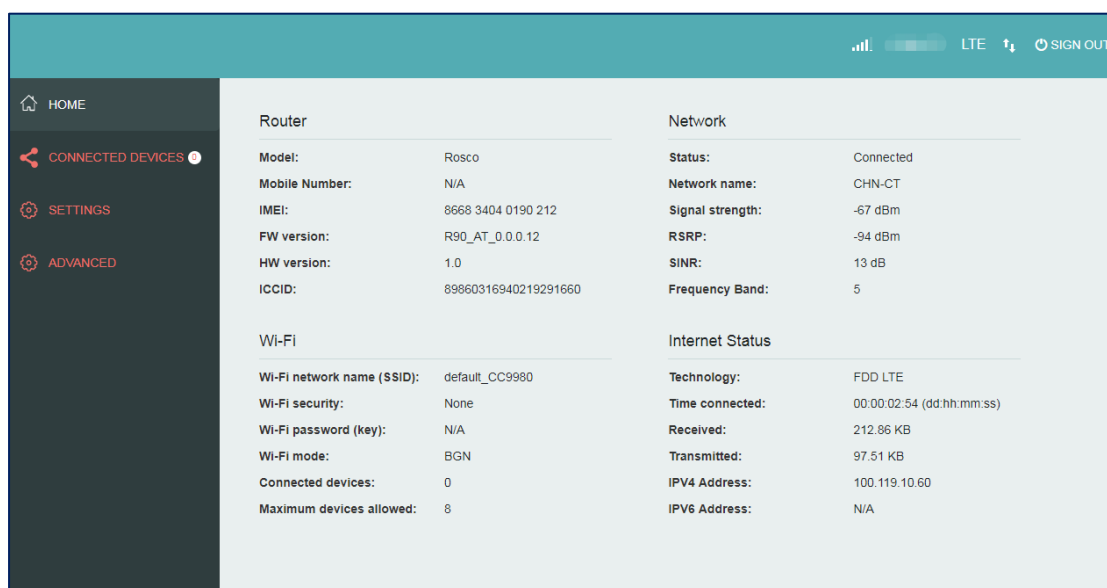 LTE SIGN OUT
HOME
CONNECTED DEVICES 0
SETTINGS
ADVANCED
Router
Model: Rosco
Mobile Number: N/A
IMEI: 8668 3404 0190 212
FW version: R90_AT_0.0.0.12
HW version: 1.0
ICCID: 89860316940219291660
Network
Status: Connected
Network name: CHN-CT
Signal strength: -67 dBm
RSRP: -94 dBm
SINR: 13 dB
Frequency Band: 5
Wi-Fi
Wi-Fi network name (SSID): default_CC9980
Wi-Fi security: None
Wi-Fi password (key): N/A
Wi-Fi mode: BGN
Connected devices: 0
Maximum devices allowed: 8
Internet Status
Technology: FDD LTE
Time connected: 00:00:02:54 (dd:hh:mm:ss)
Received: 212.86 KB
Transmitted: 97.51 KB
IPV4 Address: 100.119.10.60
IPV6 Address: N/A